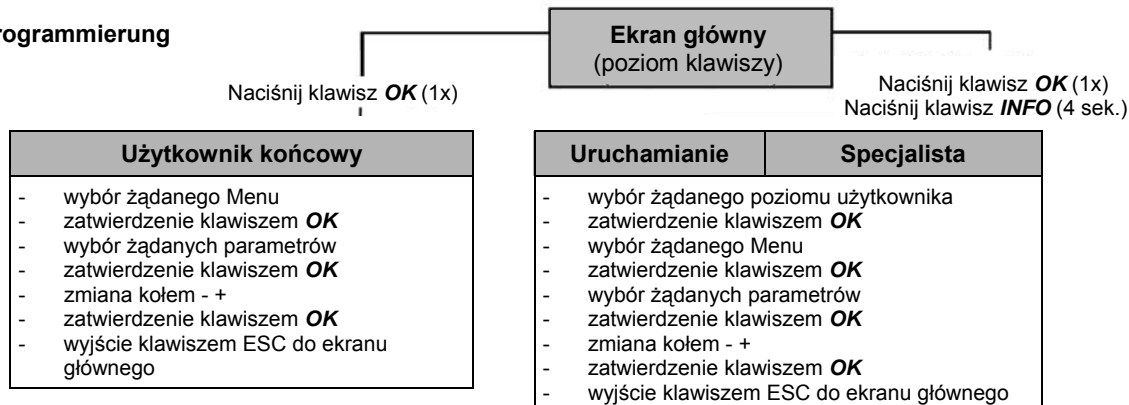 rogrammierung
Ekran główny
(poziom klawiszy)
Naciśnij klawisz OK (1x)
Naciśnij klawisz OK (1x)
Naciśnij klawisz INFO (4 sek.)
Użytkownik końcowy
- wybór żądanego Menu
- zatwierdzenie klawiszem OK
- wybór żądanych parametrów
- zatwierdzenie klawiszem OK
- zmiana kołem - +
- zatwierdzenie klawiszem OK
- wyjście klawiszem ESC do ekranu
głównego
Uruchamianie Specjalista
- wybór żądanego poziomu użytkownika
- zatwierdzenie klawiszem OK
- wybór żądanego Menu
- zatwierdzenie klawiszem OK
- wybór żądanych parametrów
- zatwierdzenie klawiszem OK
- zmiana kołem - +
- zatwierdzenie klawiszem OK
- wyjście klawiszem ESC do ekranu głównego